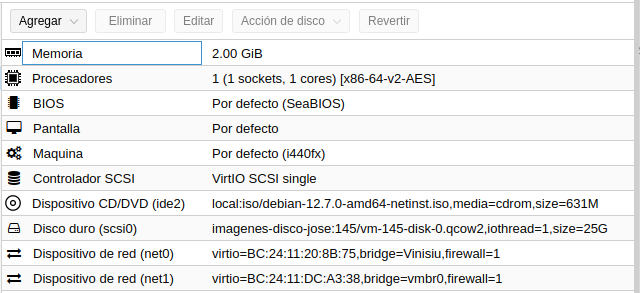 Agregar Eliminar Editar Acción de disco Revertir
Memoria 2.00 GiB
Procesadores 1 (1 sockets, 1 cores) [x86-64-v2-AES]
BIOS Por defecto (SeaBIOS)
Pantalla Por defecto
Maquina Por defecto (i440fx)
Controlador SCSI VirtIO SCSI single
Dispositivo CD/DVD (ide2) local:iso/debian-12.7.0-amd64-netinst.iso,media=cdrom,size=631M
Disco duro (scsi0) imagenes-disco-jose:145/vm-145-disk-0.qcow2,iothread=1,size=25G
Dispositivo de red (net0) virtio=BC:24:11:20:8B:75,bridge=Vinisiu,firewall=1
Dispositivo de red (net1) virtio=BC:24:11:DC:A3:38,bridge=vmbr0,firewall=1